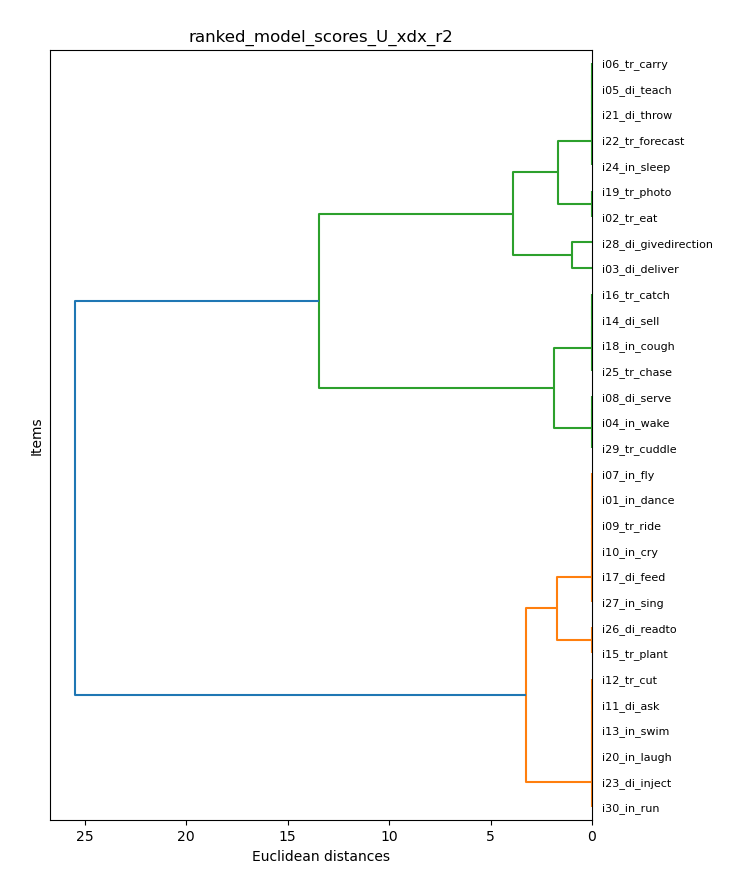 ranked_model_scores_U_xdx_r2
i06_tr_carry
i05_di_teach
i21_di_throw
i22_tr_forecast
i24_in_sleep
i19_tr_photo
i02_tr_eat
i28_di_givedirection
i03_di_deliver
i16_tr_catch
i14_di_sell
i18_in_cough
i25_tr_chase
i08_di_serve
i04_in_wake
i29_tr_cuddle
i07_in_fly
i01_in_dance
i09_tr_ride
i10_in_cry
i17_di_feed
i27_in_sing
i26_di_readto
i15_tr_plant
i12_tr_cut
i11_di_ask
i13_in_swim
i20_in_laugh
i23_di_inject
i30_in_run
Items
25 20 15 10 5 0
Euclidean distances